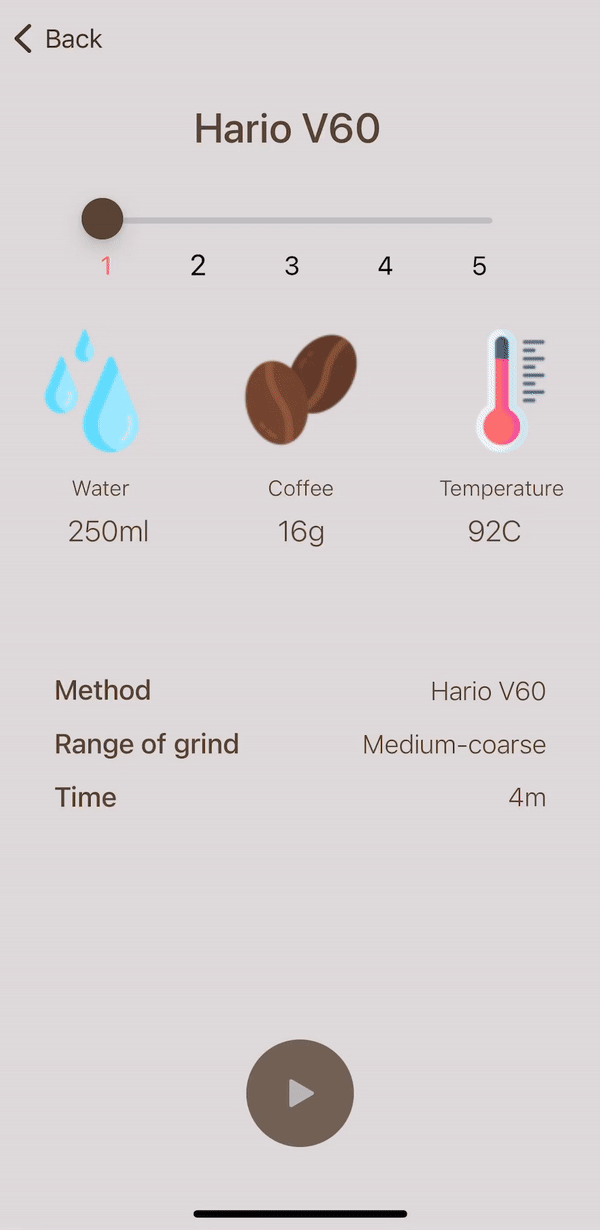 Back
Hario V60
1 2 3 4 5
Water Coffee Temperature
250ml 16g 92C
Method Hario V60
Range of grind Medium-coarse
Time 4m